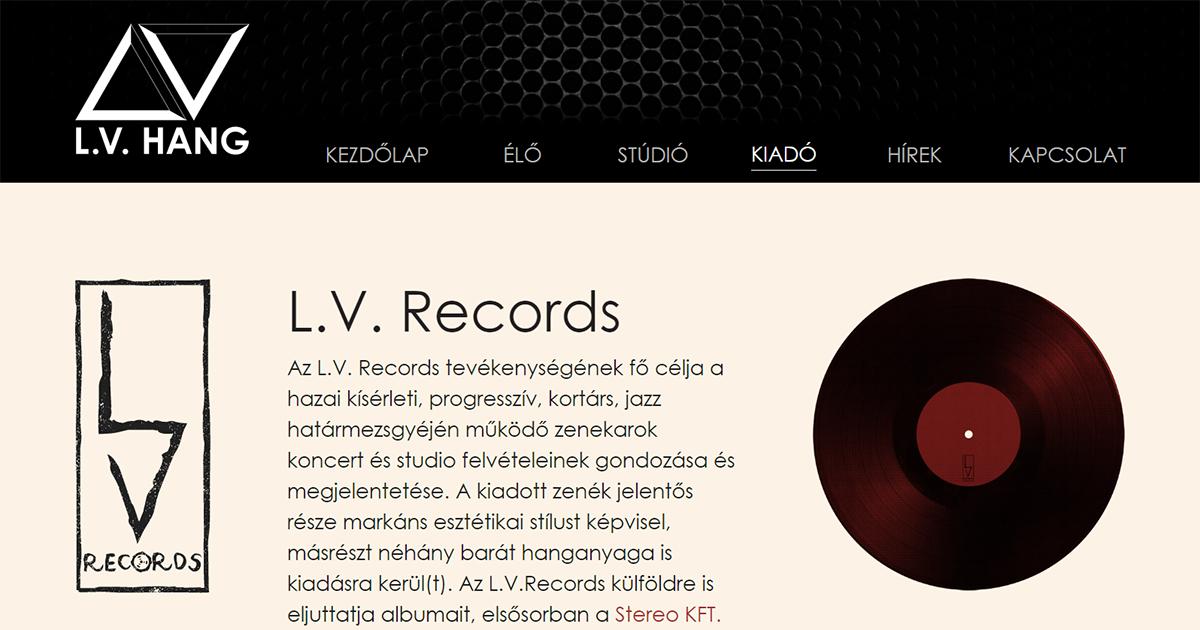 L.V. HANG
KEZDŐLAP ÉLŐ STÚDIÓ KIADÓ HÍREK KAPCSOLAT
RECORDS
L.V. Records
Az L.V. Records tevékenységének fő célja a
hazai kísérleti, progresszív, kortárs, jazz
határmezsgyéjén működő zenekarok
koncert és studio felvételeinek gondozása és
megjelentetése. A kiadott zenék jelentős
része markáns esztétikai stílust képvisel,
másrészt néhány barát hanganyaga is
kiadásra kerül(t). Az L.V.Records külföldre is
eljuttatja albumait, elsősorban a Stereo KFT.